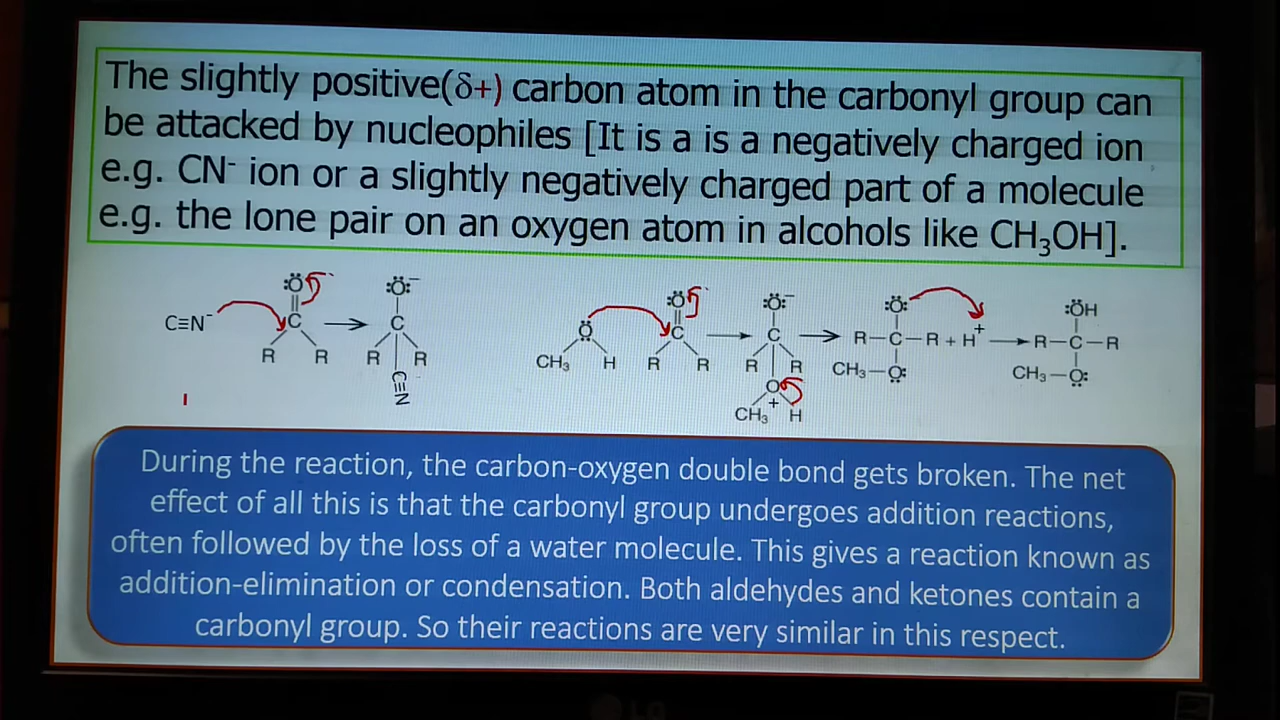 The slightly positive(δ+) carbon atom in the carbonyl group can
be attacked by nucleophiles [It is a is a negatively charged ion
e.g. CN⁻ ion or a slightly negatively charged part of a molecule
e.g. the lone pair on an oxygen atom in alcohols like CH₃OH].
:Ö :Ö:⁻ :Ö :Ö:⁻ :Ö: :ÖH
C≡N⁻ C C Ö C C R–C–R + H⁺ R–C–R
R R R R CH₃ H R R R R CH₃–O: CH₃–O:
C≡N O
CH₃ + H
During the reaction, the carbon-oxygen double bond gets broken. The net
effect of all this is that the carbonyl group undergoes addition reactions,
often followed by the loss of a water molecule. This gives a reaction known as
addition-elimination or condensation. Both aldehydes and ketones contain a
carbonyl group. So their reactions are very similar in this respect.
LG